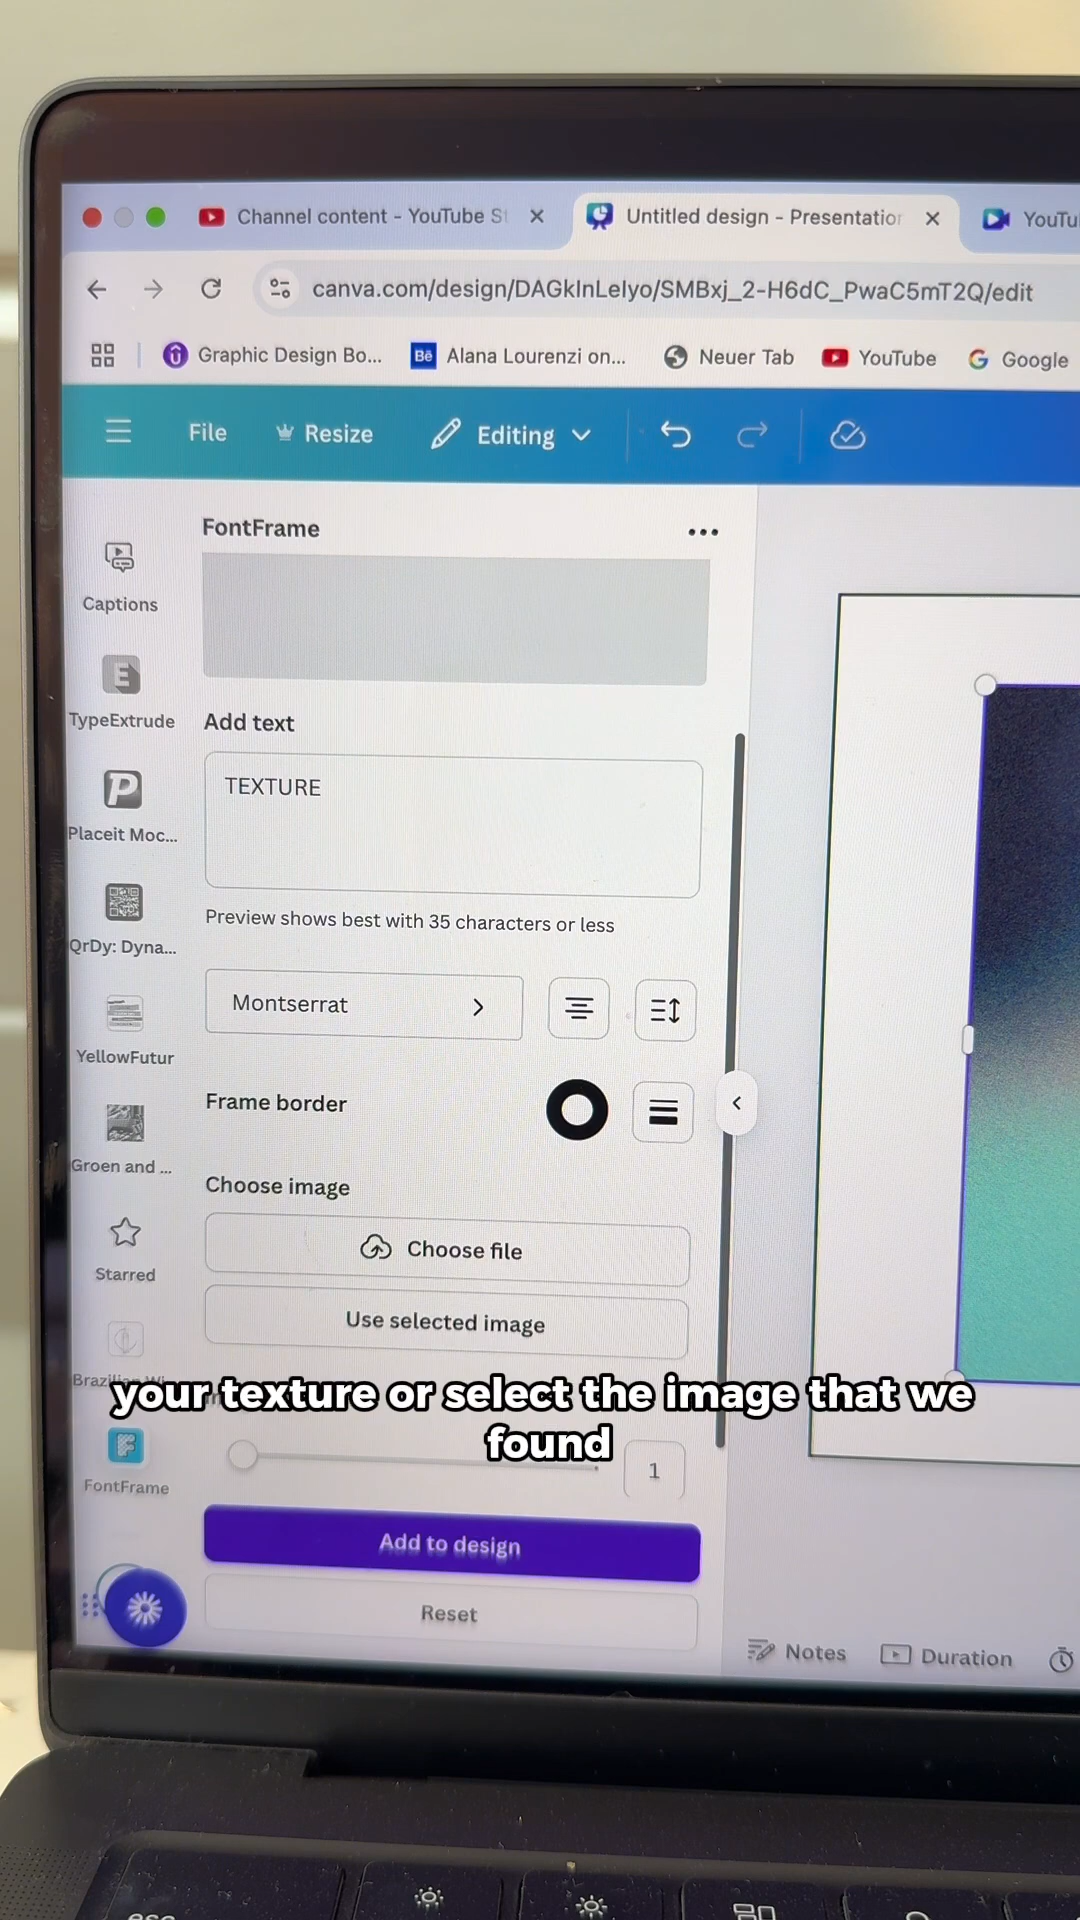 Channel content - YouTube St
Untitled design - Presentation
YouTu
canva.com/design/DAGkInLeIyo/SMBxj_2-H6dC_PwaC5mT2Q/edit
Graphic Design Bo...
Bē
Alana Lourenzi on...
Neuer Tab
YouTube
Google
File
Resize
Editing
FontFrame
Captions
E
TypeExtrude
Add text
TEXTURE
P
Placeit Moc...
Preview shows best with 35 characters or less
QrDy: Dyna...
Montserrat
YellowFutur
Frame border
Groen and ...
Choose image
Choose file
Starred
Use selected image
your texture or select the image that we
found
F
FontFrame
1
Add to design
Reset
Notes
Duration
esc